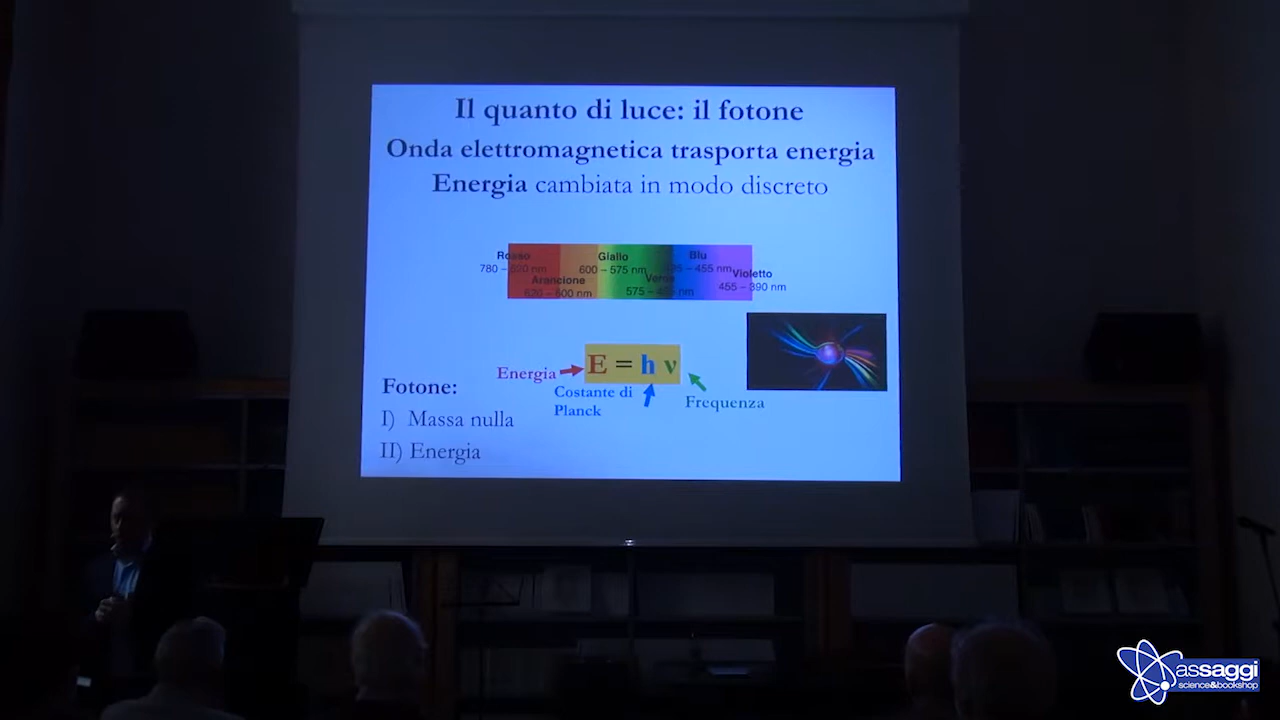 Il quanto di luce: il fotone
Onda elettromagnetica trasporta energia
Energia cambiata in modo discreto
Rosso
Giallo
Blu
780 – 620 nm
600 – 575 nm
– 455 nm
Violetto
Arancione
Verde
620 – 600 nm
575 – nm
455 – 390 nm
E = h ν
Energia
Costante di
Planck
Frequenza
Fotone:
I) Massa nulla
II) Energia
assaggi
science&bookshop